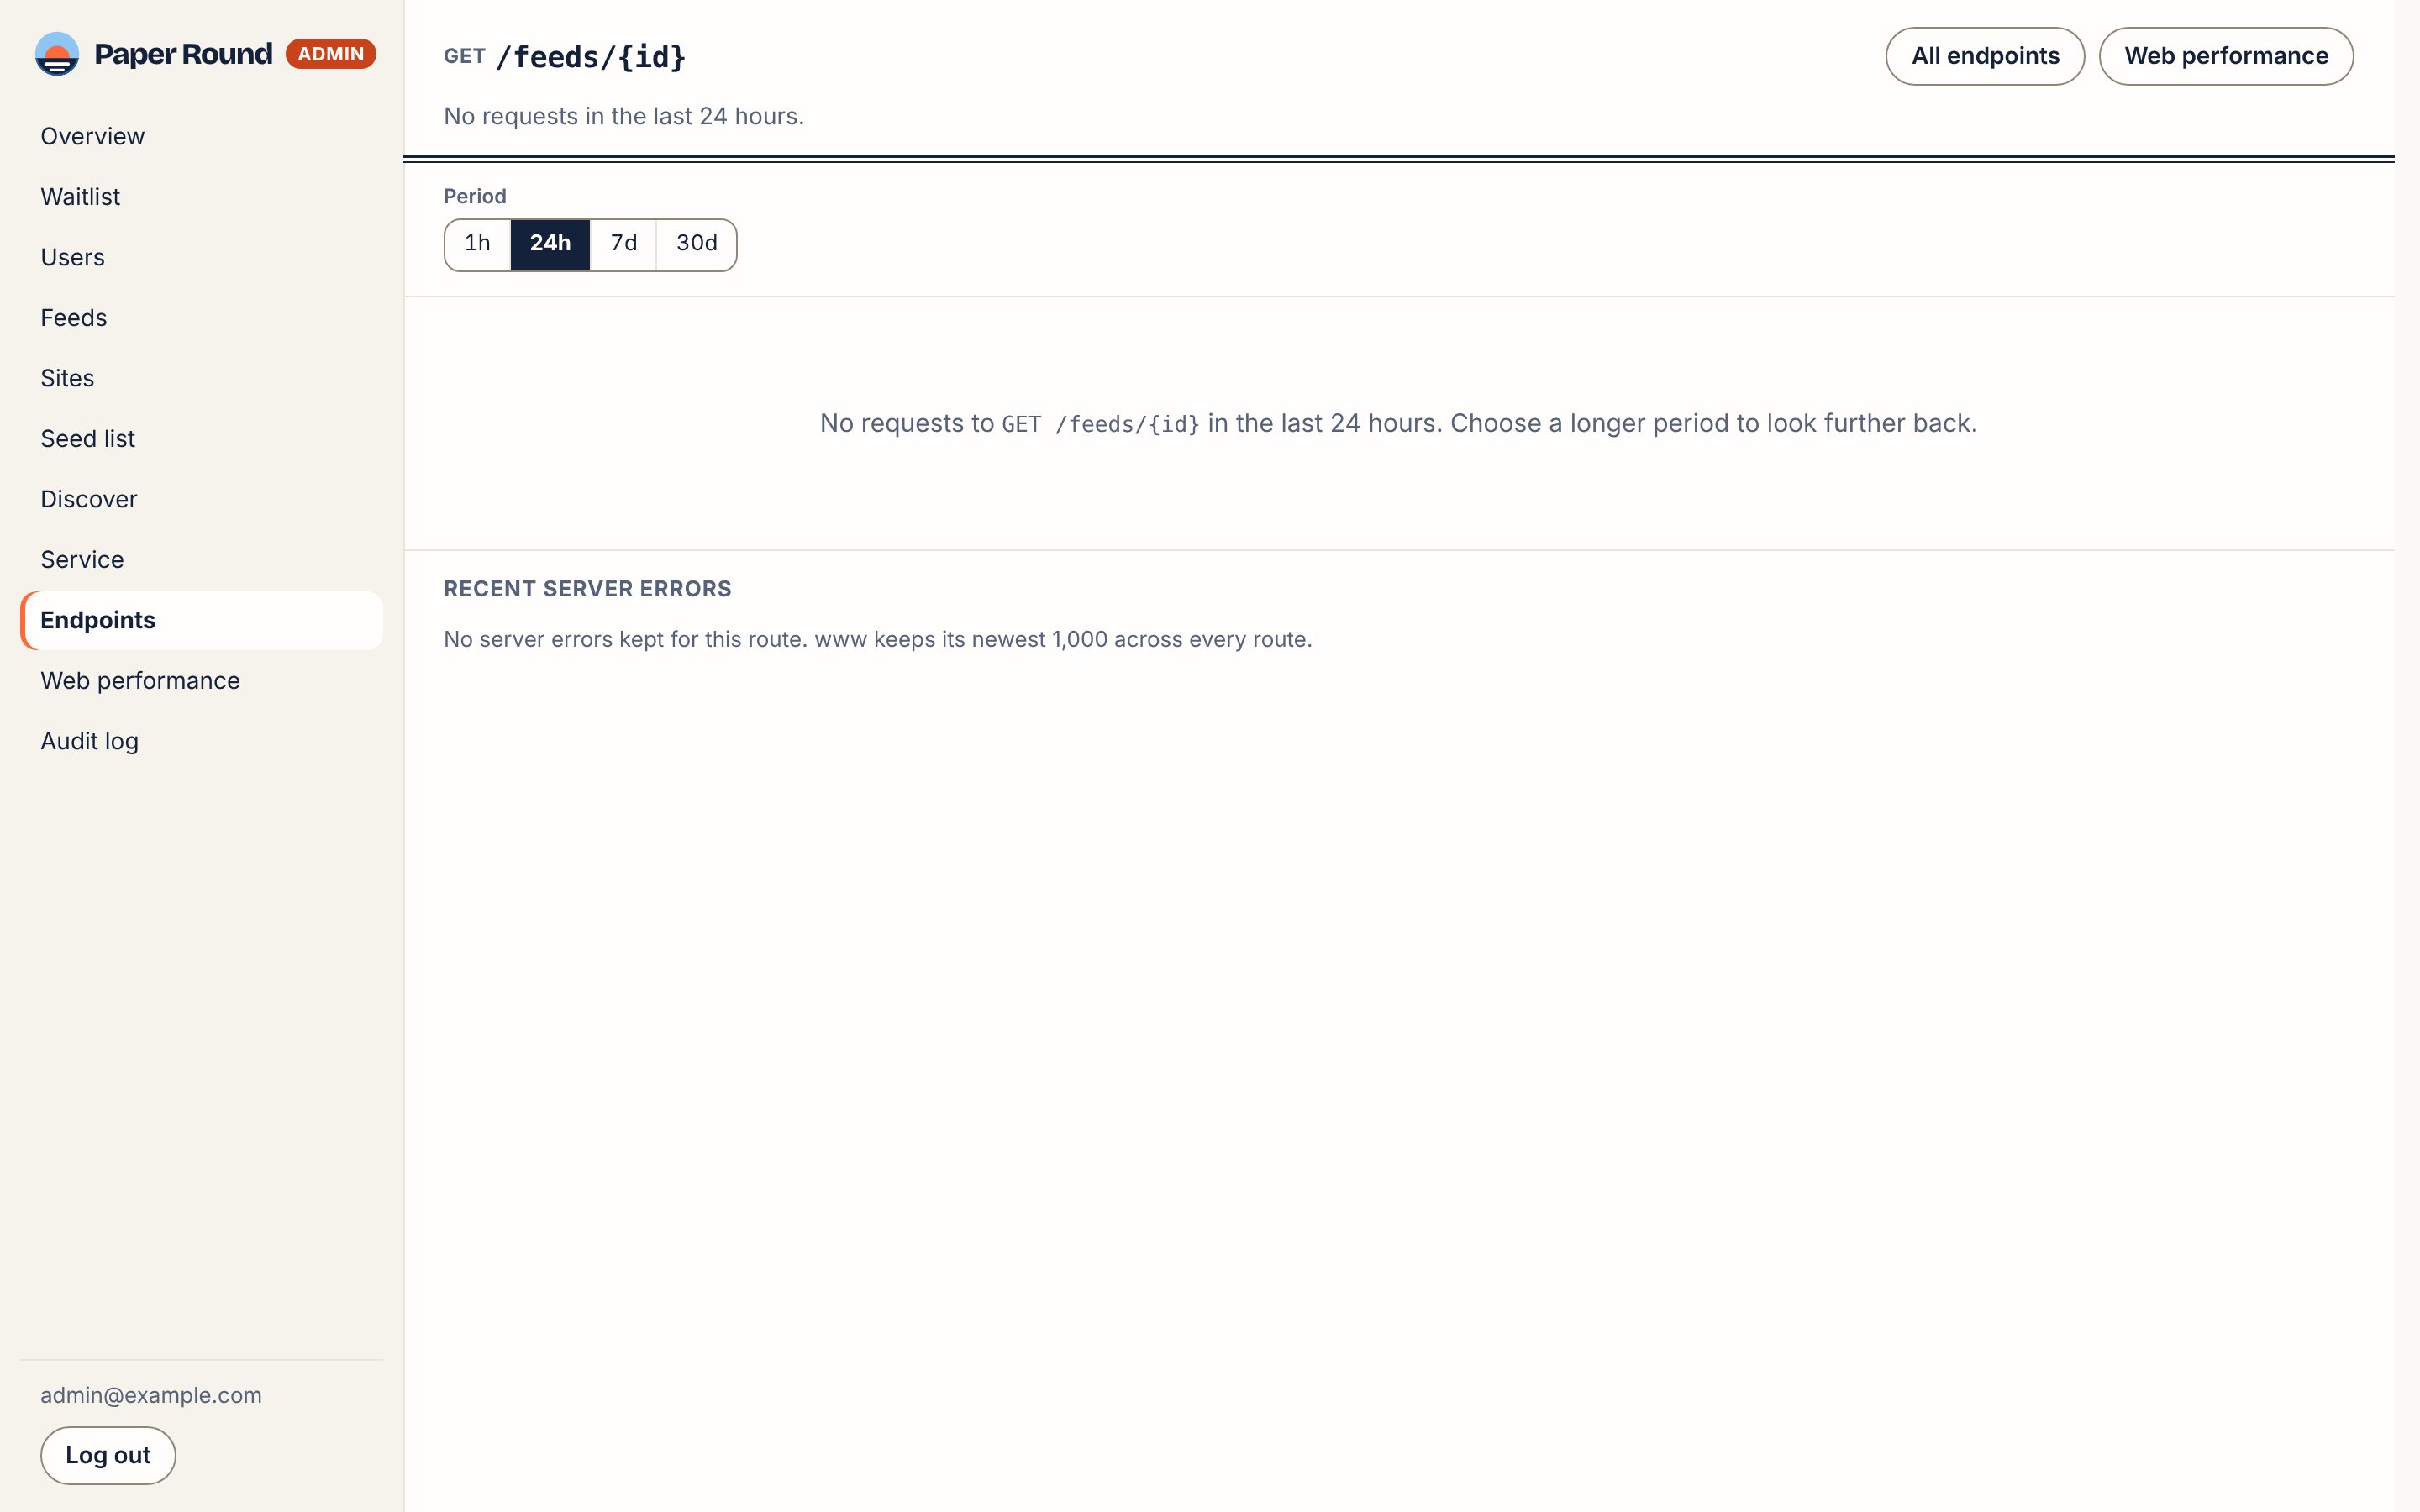 Paper Round ADMIN
Overview
Waitlist
Users
Feeds
Sites
Seed list
Discover
Service
Endpoints
Web performance
Audit log
admin@example.com
Log out
GET /feeds/{id}
All endpoints
Web performance
No requests in the last 24 hours.
Period
1h 24h 7d 30d
No requests to GET /feeds/{id} in the last 24 hours. Choose a longer period to look further back.
RECENT SERVER ERRORS
No server errors kept for this route. www keeps its newest 1,000 across every route.